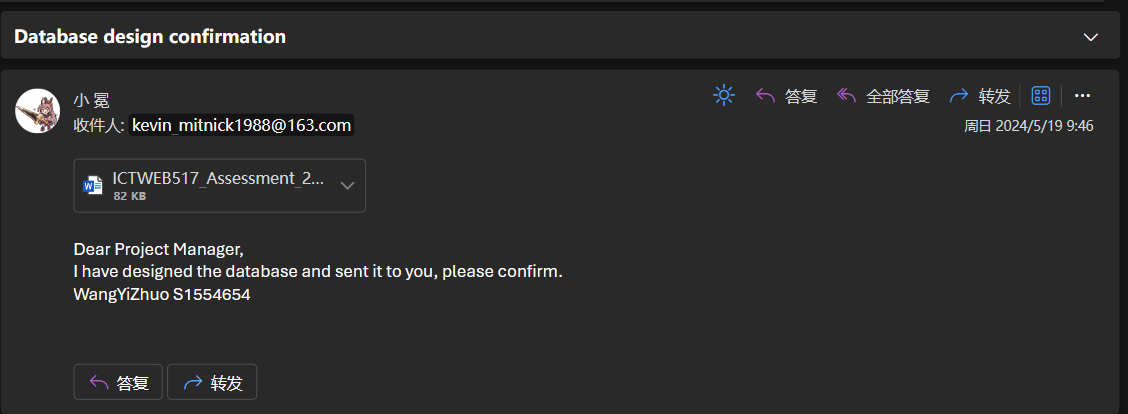 Database design confirmation
小 冕
答复
全部答复
转发
收件人: kevin_mitnick1988@163.com
周日 2024/5/19 9:46
W
ICTWEB517_Assessment_2...
82 KB
Dear Project Manager,
I have designed the database and sent it to you, please confirm.
WangYiZhuo S1554654
答复
转发